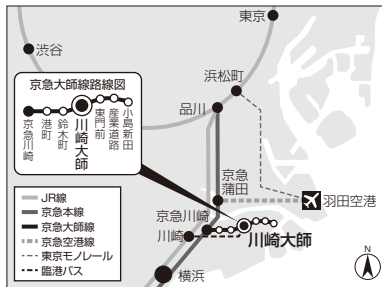 東京
渋谷
浜松町
京急大師線路線図
品川
京急川崎
港町
鈴木町
川崎大師
東門前
産業道路
小島新田
京急
蒲田
羽田空港
JR線
京急本線
京急大師線
京急空港線
東京モノレール
臨港バス
京急川崎
川崎
川崎大師
横浜
N